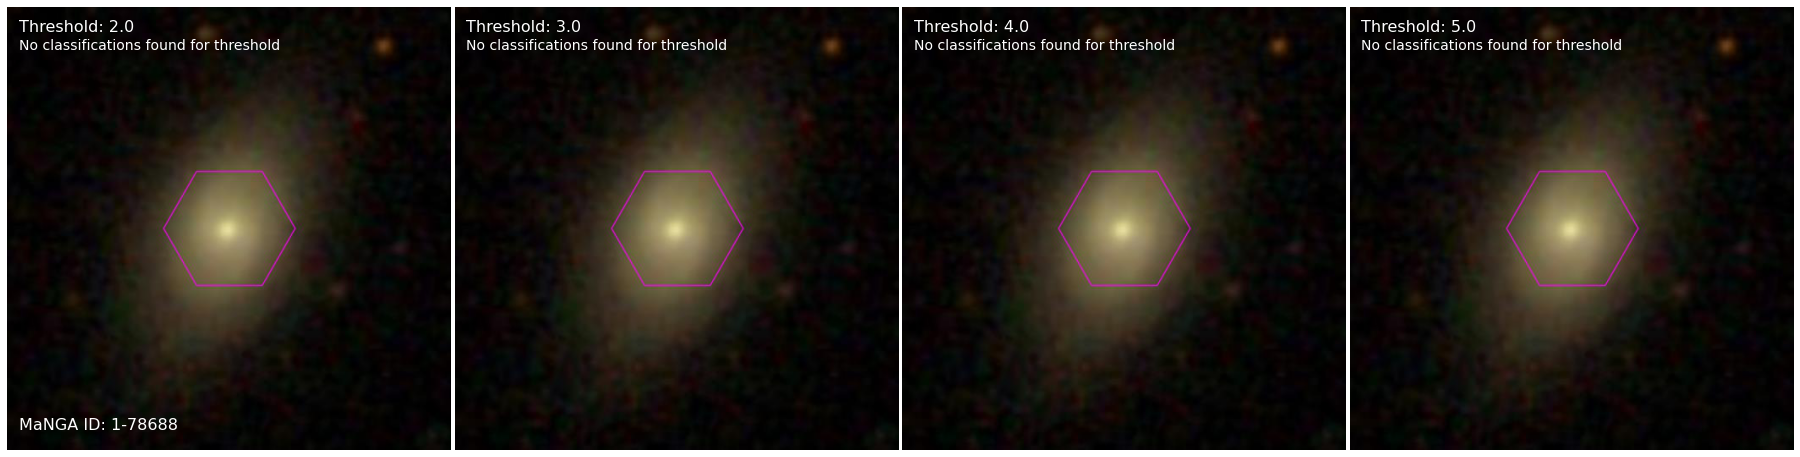 Threshold: 2.0
No classifications found for threshold
MaNGA ID: 1-78688
Threshold: 3.0
No classifications found for threshold
Threshold: 4.0
No classifications found for threshold
Threshold: 5.0
No classifications found for threshold